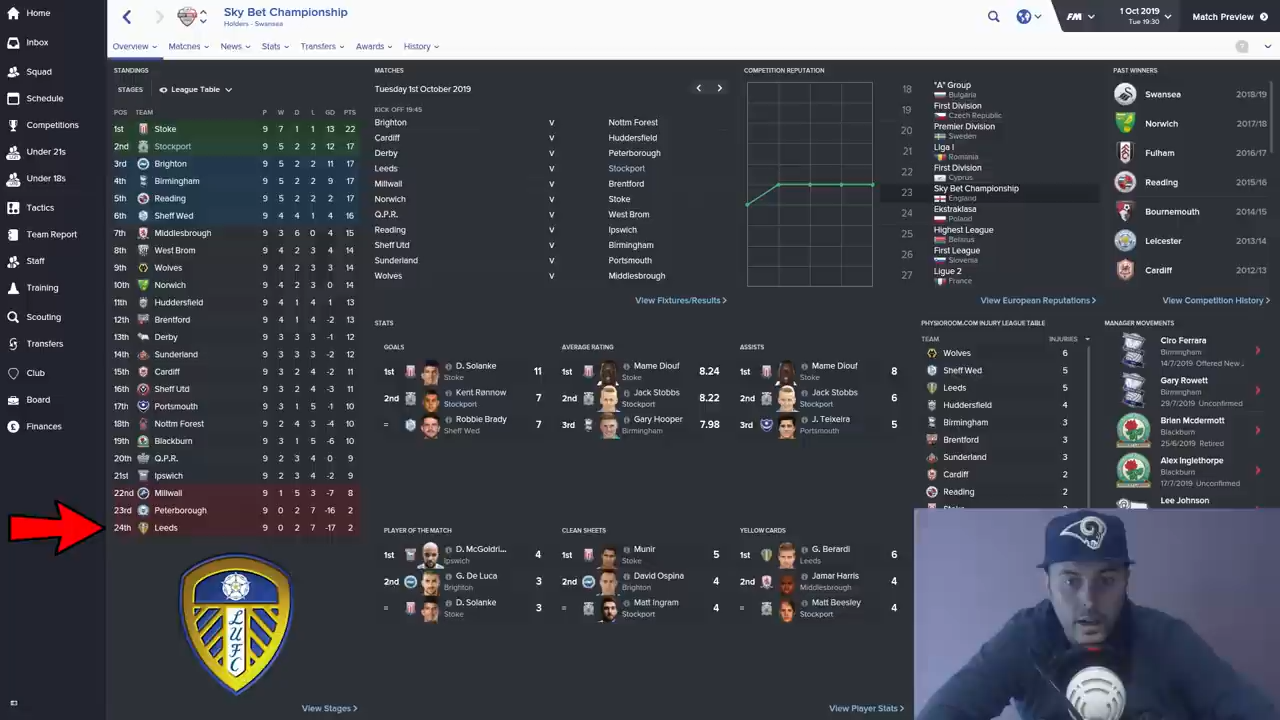 Home
Inbox
Squad
Schedule
Competitions
Under 21s
Under 18s
Tactics
Team Report
Staff
Training
Scouting
Transfers
Club
Board
Finances
Sky Bet Championship
Holders - Swansea
FM
1 Oct 2019
Tue 19:30
Match Preview
Overview Matches News Stats Transfers Awards History
STANDINGS
STAGES League Table
POS TEAM P W D L GD PTS
1st Stoke 9 7 1 1 13 22
2nd Stockport 9 5 2 2 12 17
3rd Brighton 9 5 2 2 11 17
4th Birmingham 9 5 2 2 9 17
5th Reading 9 5 2 2 2 17
6th Sheff Wed 9 4 4 1 4 16
7th Middlesbrough 9 3 6 0 4 15
8th West Brom 9 4 2 3 4 14
9th Wolves 9 4 2 3 3 14
10th Norwich 9 4 2 3 0 14
11th Huddersfield 9 4 1 4 1 13
12th Brentford 9 4 1 4 -2 13
13th Derby 9 3 3 3 -1 12
14th Sunderland 9 3 3 3 -2 12
15th Cardiff 9 3 2 4 -2 11
16th Sheff Utd 9 3 2 4 -3 11
17th Portsmouth 9 3 1 5 -1 10
18th Nottm Forest 9 2 4 3 -4 10
19th Blackburn 9 3 1 5 -6 10
20th Q.P.R. 9 2 3 4 0 9
21st Ipswich 9 2 3 4 -2 9
22nd Millwall 9 1 5 3 -7 8
23rd Peterborough 9 0 2 7 -16 2
24th Leeds 9 0 2 7 -17 2
LUFC
View Stages >
MATCHES
Tuesday 1st October 2019
KICK OFF 19:45
Brighton v Nottm Forest
Cardiff v Huddersfield
Derby v Peterborough
Leeds v Stockport
Millwall v Brentford
Norwich v Stoke
Q.P.R. v West Brom
Reading v Ipswich
Sheff Utd v Birmingham
Sunderland v Portsmouth
Wolves v Middlesbrough
View Fixtures/Results >
COMPETITION REPUTATION
18 "A" Group
Bulgaria
19 First Division
Czech Republic
20 Premier Division
Sweden
21 Liga I
Romania
22 First Division
Cyprus
23 Sky Bet Championship
England
24 Ekstraklasa
Poland
25 Highest League
Belarus
26 First League
Slovenia
27 Ligue 2
France
View European Reputations >
PAST WINNERS
Swansea 2018/19
Norwich 2017/18
Fulham 2016/17
Reading 2015/16
Bournemouth 2014/15
Leicester 2013/14
Cardiff 2012/13
View Competition History >
STATS
GOALS
1st D. Solanke 11
Stoke
2nd Kent Rønnow 7
Stockport
= Robbie Brady 7
Sheff Wed
AVERAGE RATING
1st Mame Diouf 8.24
Stoke
2nd Jack Stobbs 8.22
Stockport
3rd Gary Hooper 7.98
Birmingham
ASSISTS
1st Mame Diouf 8
Stoke
2nd Jack Stobbs 6
Stockport
3rd J. Teixeira 5
Portsmouth
PLAYER OF THE MATCH
1st D. McGoldri... 4
Ipswich
2nd G. De Luca 3
Brighton
= D. Solanke 3
Stoke
CLEAN SHEETS
1st Munir 5
Stoke
2nd David Ospina 4
Brighton
= Matt Ingram 4
Stockport
YELLOW CARDS
1st G. Berardi 6
Leeds
2nd Jamar Harris 4
Middlesbrough
= Matt Beesley 4
Stockport
View Player Stats >
PHYSIOROOM.COM INJURY LEAGUE TABLE
TEAM INJURIES
Wolves 6
Sheff Wed 5
Leeds 5
Huddersfield 4
Birmingham 3
Brentford 3
Sunderland 3
Cardiff 2
Reading 2
MANAGER MOVEMENTS
Ciro Ferrara
Birmingham
14/7/2019 Offered New ..
Gary Rowett
Birmingham
29/7/2019 Unconfirmed
Brian Mcdermott
Blackburn
25/6/2019 Retired
Alex Inglethorpe
Blackburn
17/7/2019 Unconfirmed
Lee Johnson